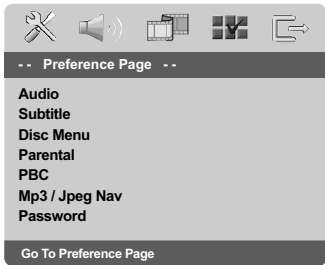 - -  Preference Page  - -
Audio
Subtitle
Disc Menu
Parental
PBC
Mp3 / Jpeg Nav
Password
Go To Preference Page